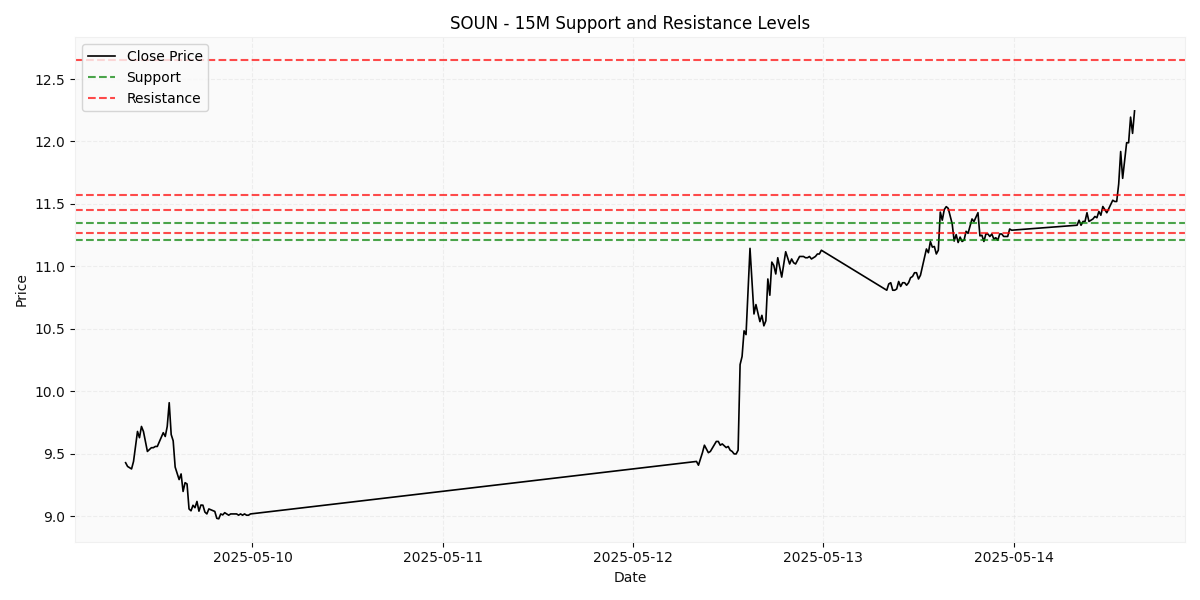 SOUN - 15M Support and Resistance Levels
Close Price
Support
Resistance
Price
12.5
12.0
11.5
11.0
10.5
10.0
9.5
9.0
2025-05-10
2025-05-11
2025-05-12
2025-05-13
2025-05-14
Date